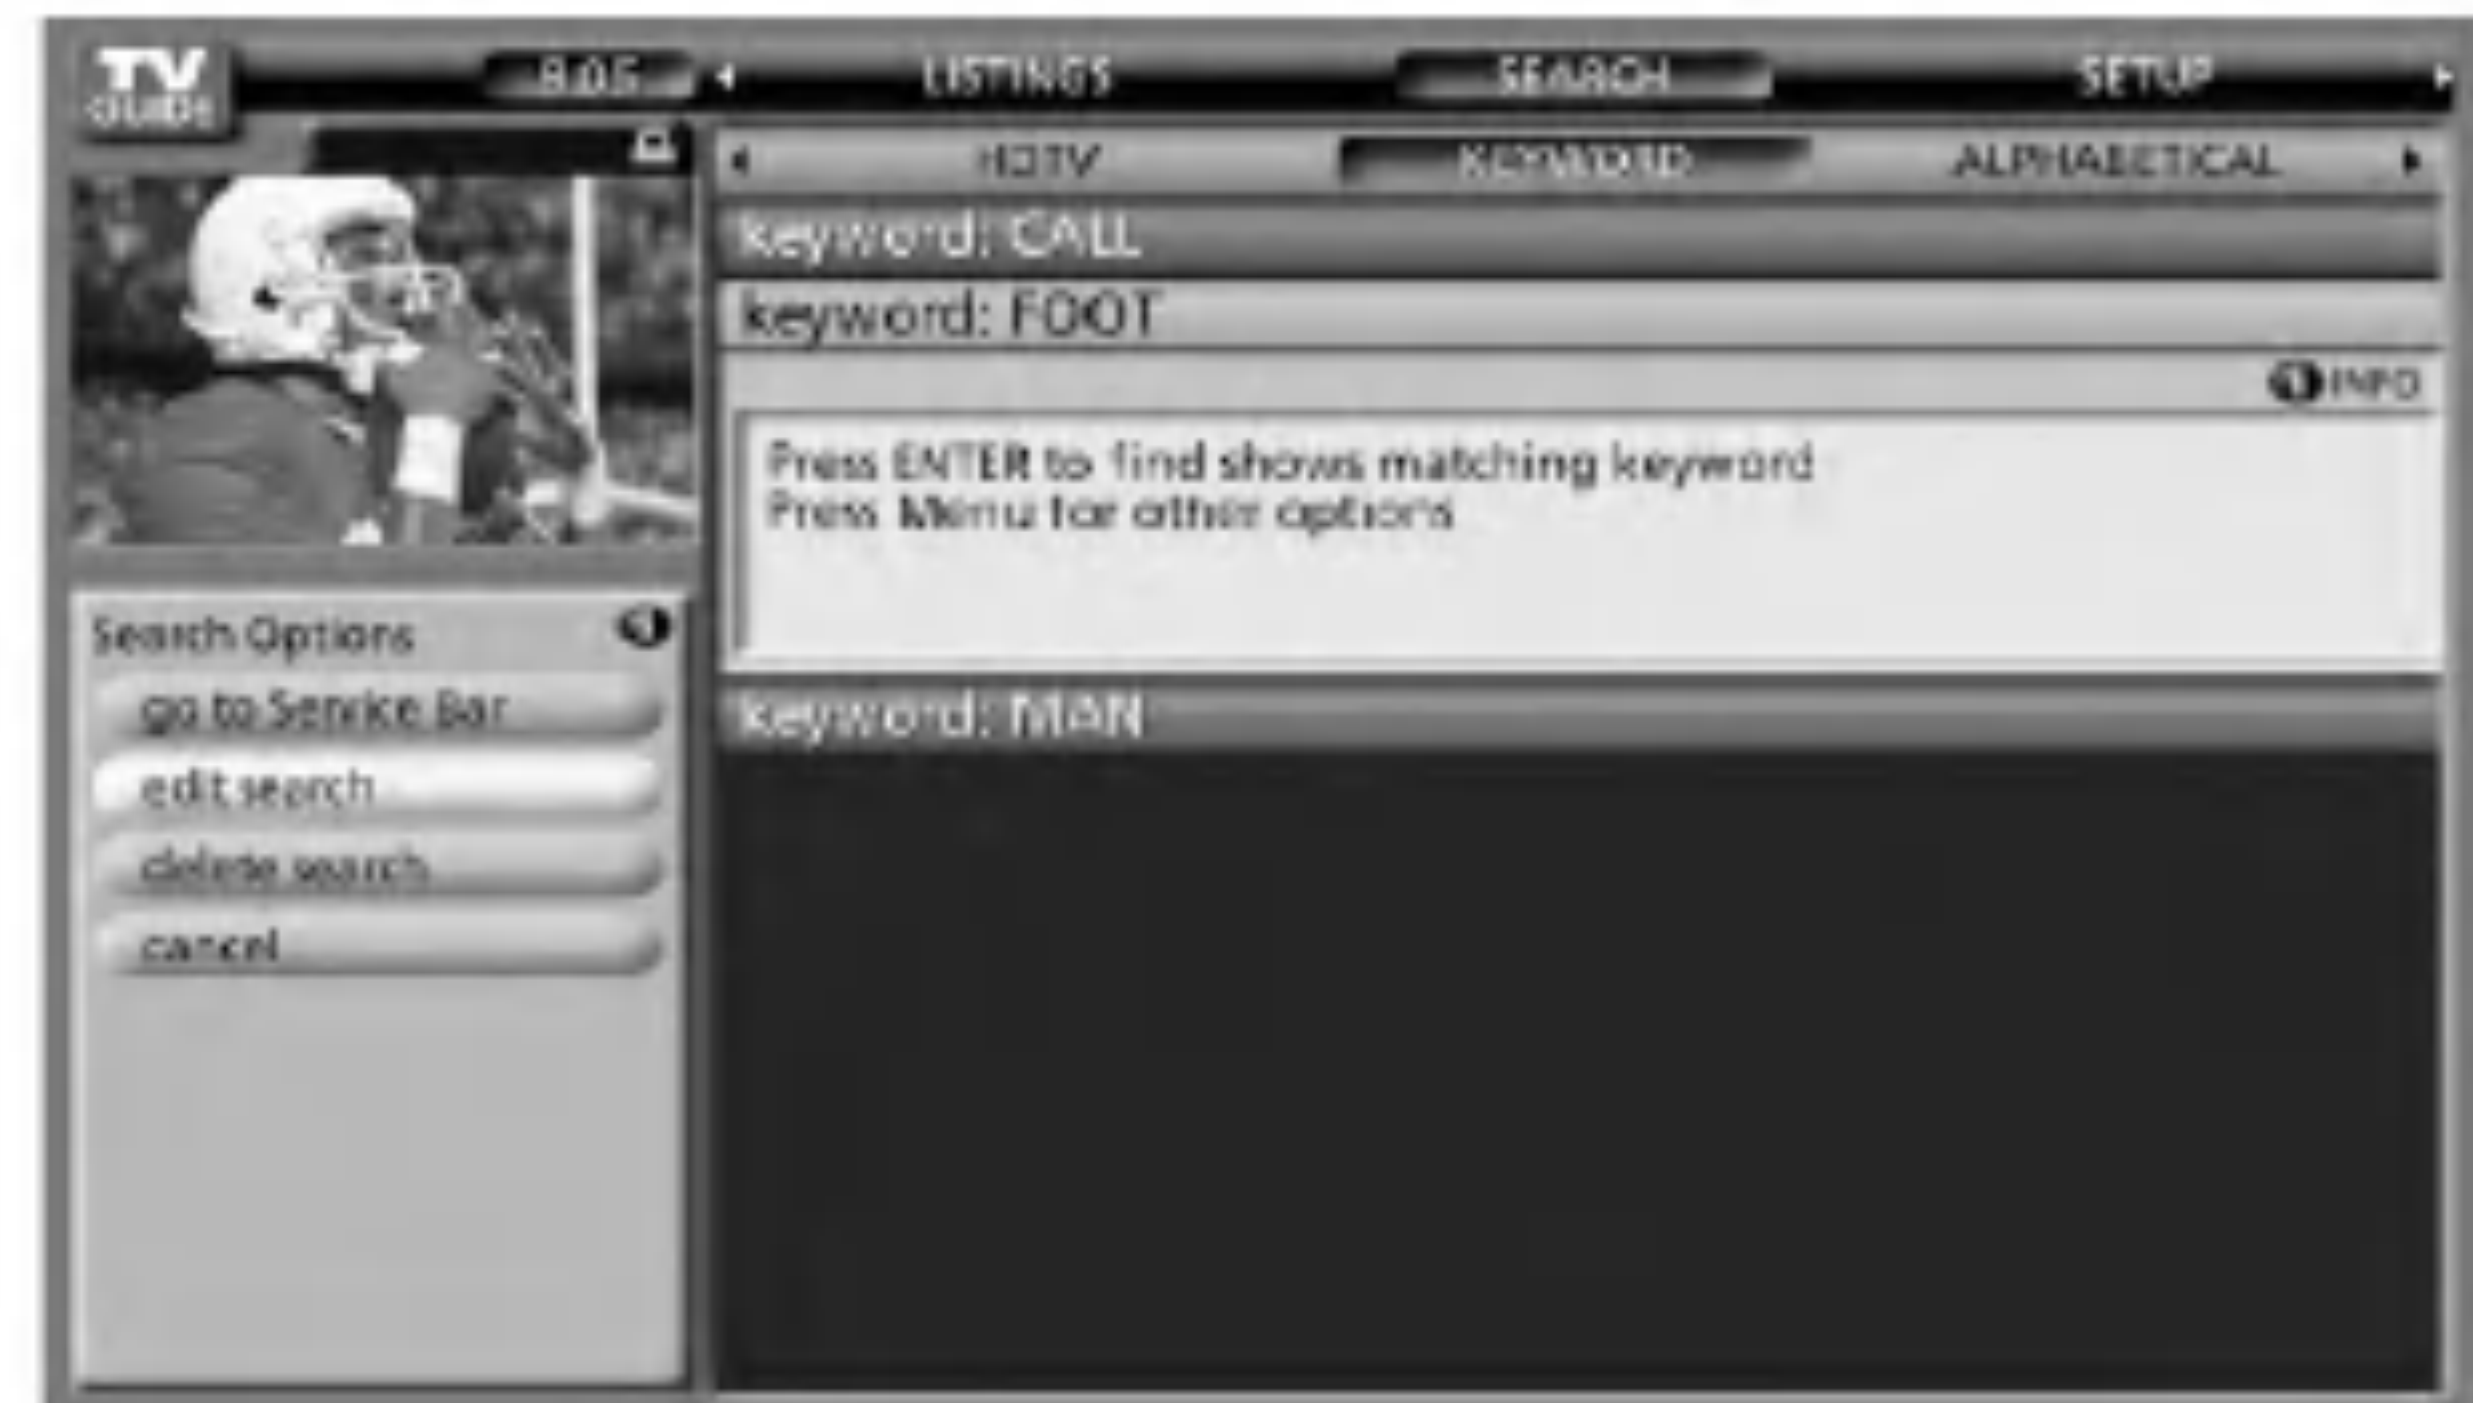 TV
GUIDE
8:05
LISTINGS
SEARCH
SETUP
HDTV
KEYWORD
ALPHABETICAL
keyword: CALL
keyword: FOOT
INFO
Press ENTER to find shows matching keyword
Press Menu for other options
keyword: MAN
Search Options
go to Service Bar
edit search
delete search
cancel